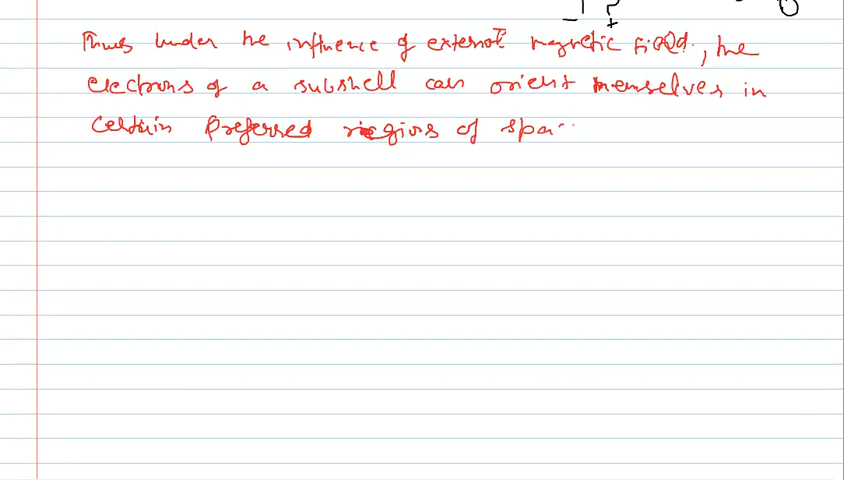 Thus under the influence of external magnetic field, the
electrons of a subshell can orient themselves in
certain preferred regions of spa